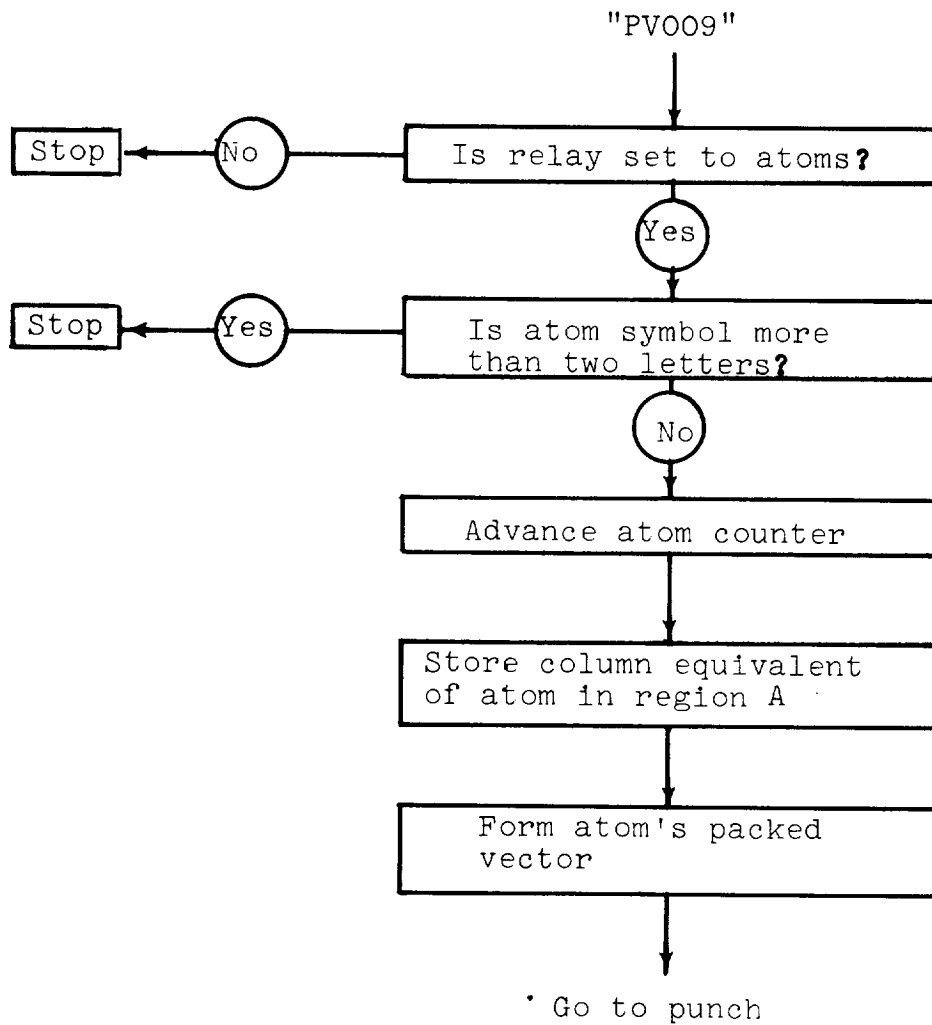 "PV009"
Stop
No
Is relay set to atoms?
Yes
Stop
Yes
Is atom symbol more
than two letters?
No
Advance atom counter
Store column equivalent
of atom in region A
Form atom's packed
vector
Go to punch